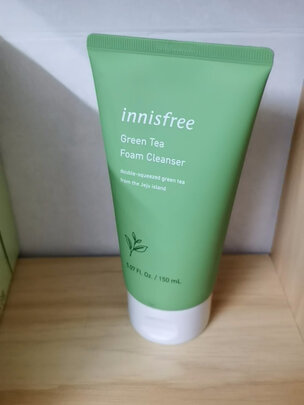 innisfree
Green Tea
Foam Cleanser
double-squeezed green tea
from the Jeju island
5.07 Fl. Oz. / 150 mL